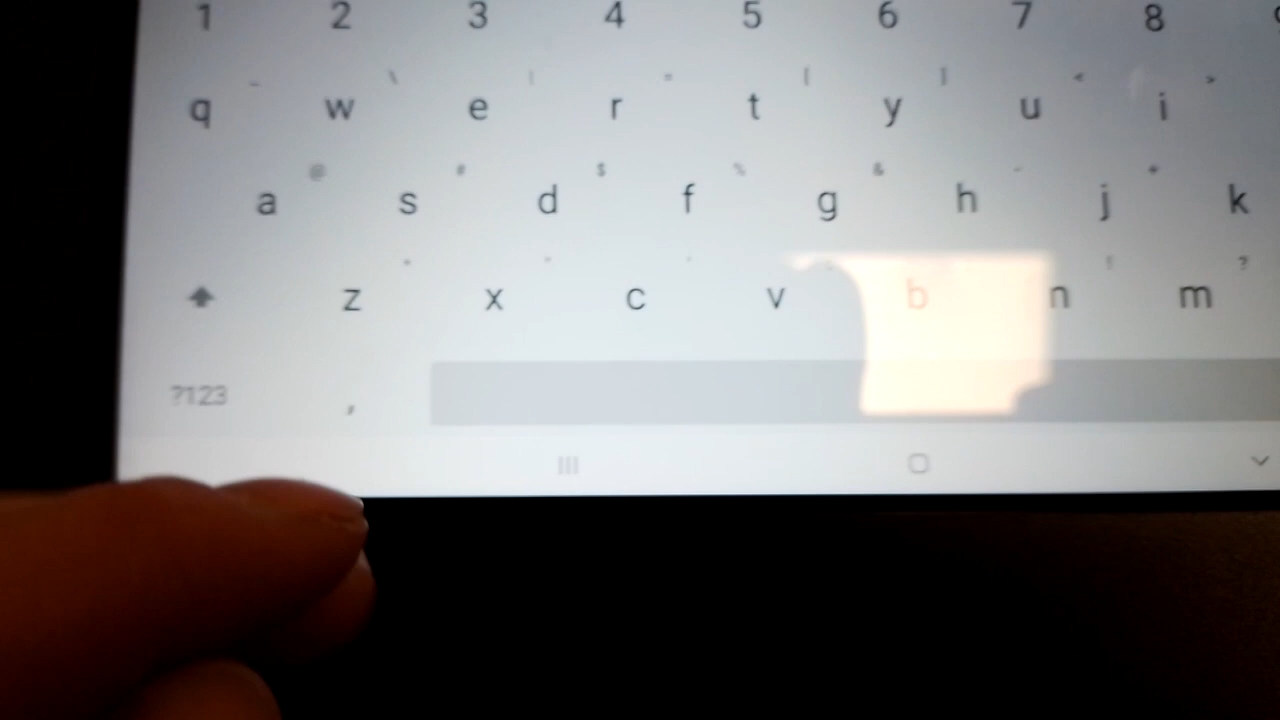 1 2 3 4 5 6 7 8
q w e r t y u i
@ # $ % &
a s d f g h j k
z x c v b n m
?123 ,